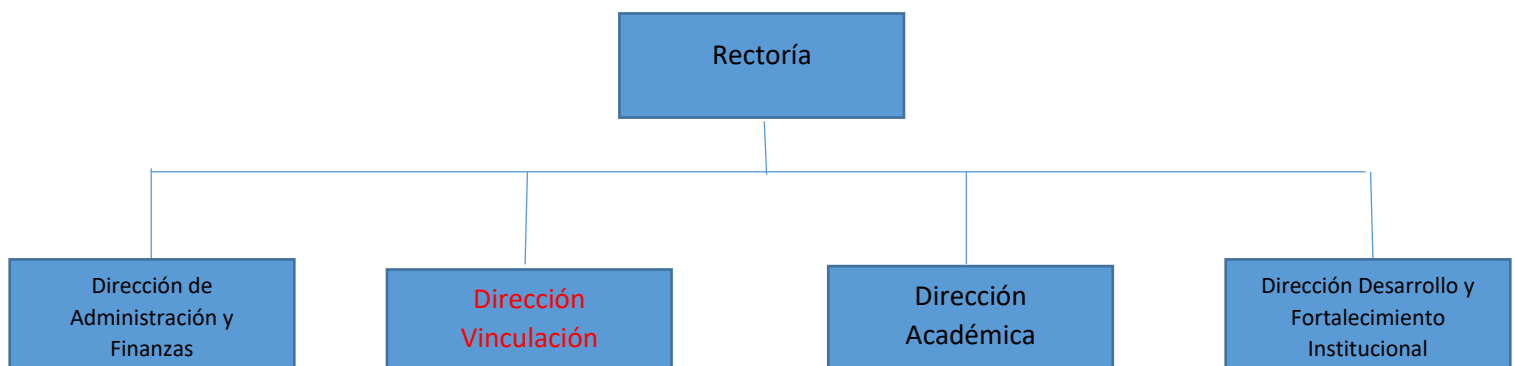 Rectoría
Dirección de
Administración y
Finanzas
Dirección
Vinculación
Dirección
Académica
Dirección Desarrollo y
Fortalecimiento
Institucional